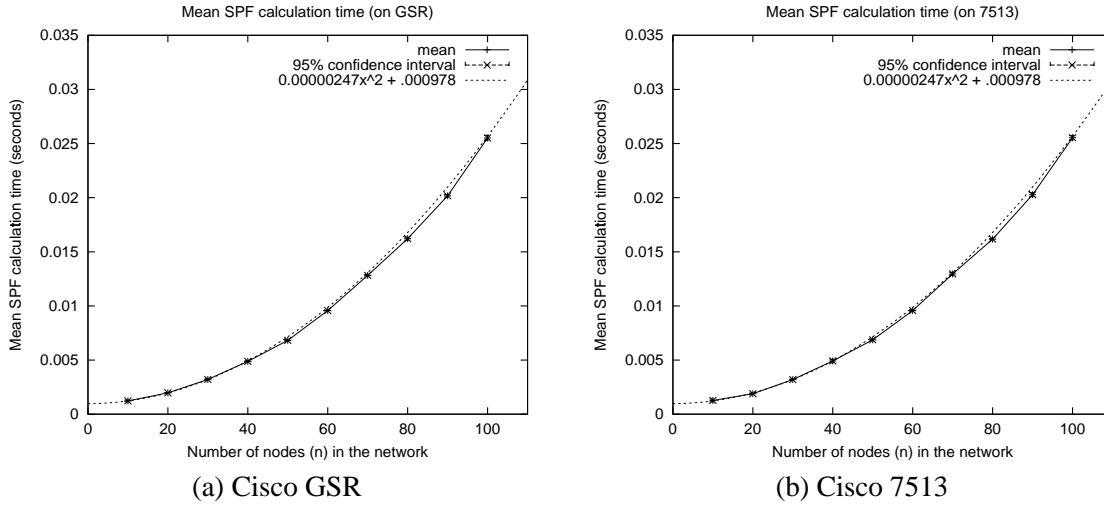 Mean SPF calculation time (on GSR)
0.035
0.03
0.025
0.02
0.015
0.01
0.005
0
Mean SPF calculation time (seconds)
mean
95% confidence interval
0.00000247x^2 + .000978
0 20 40 60 80 100
Number of nodes (n) in the network
(a) Cisco GSR
Mean SPF calculation time (on 7513)
0.035
0.03
0.025
0.02
0.015
0.01
0.005
0
Mean SPF calculation time (seconds)
mean
95% confidence interval
0.00000247x^2 + .000978
0 20 40 60 80 100
Number of nodes (n) in the network
(b) Cisco 7513